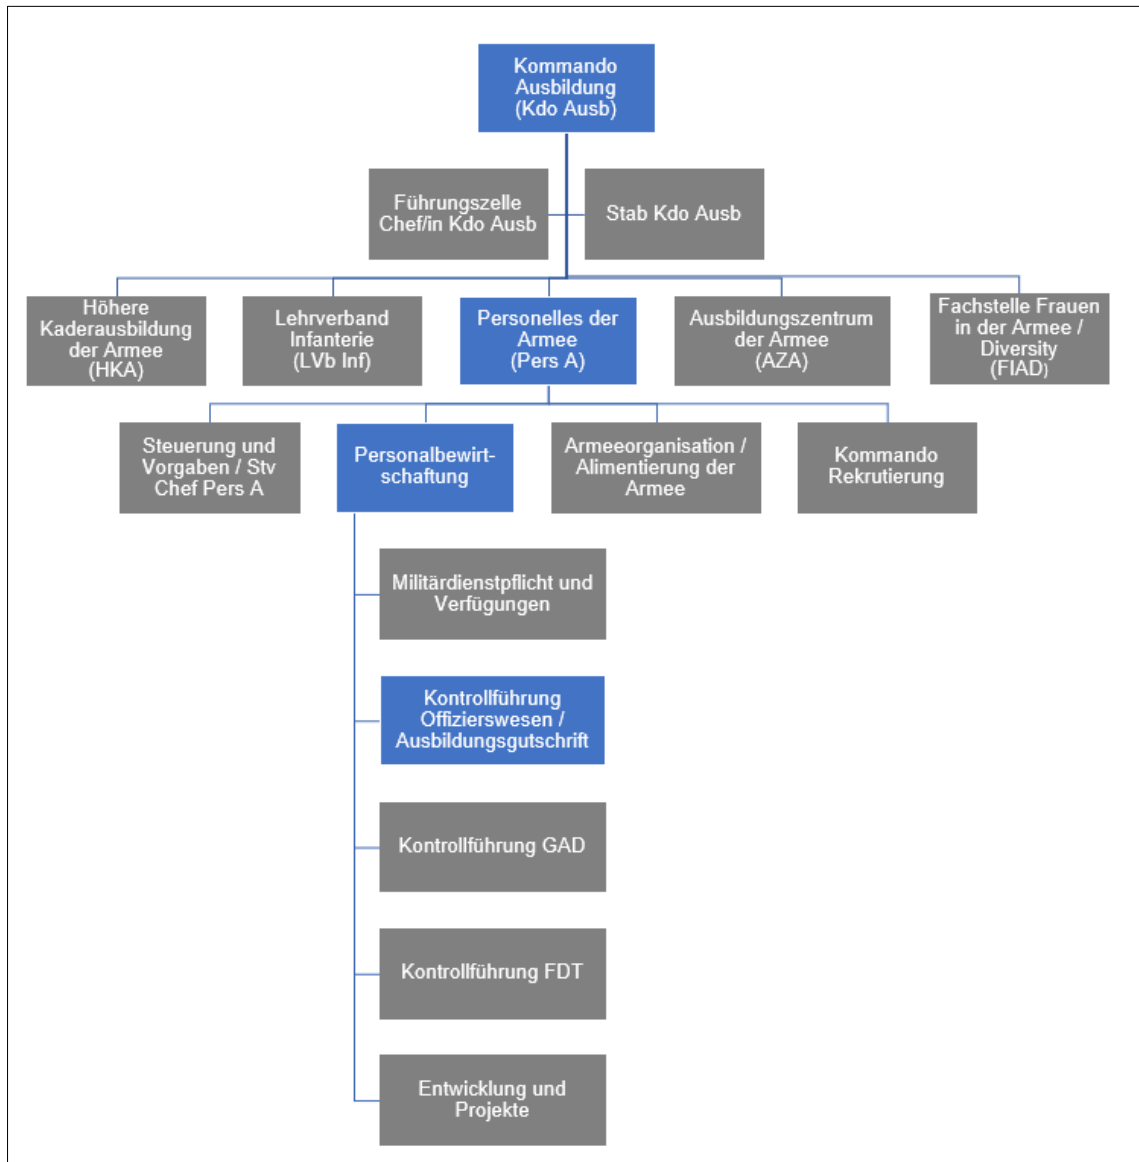 Kommando
Ausbildung
(Kdo Ausb)
Führungszelle
Chef/in Kdo Ausb
Stab Kdo Ausb
Höhere
Kaderausbildung
der Armee
(HKA)
Lehrverband
Infanterie
(LVb Inf)
Personelles der
Armee
(Pers A)
Ausbildungszentrum
der Armee
(AZA)
Fachstelle Frauen
in der Armee /
Diversity
(FIAD)
Steuerung und
Vorgaben / Stv
Chef Pers A
Personalbewirt-
schaftung
Armeeorganisation /
Alimentierung der
Armee
Kommando
Rekrutierung
Militärdienstpflicht und
Verfügungen
Kontrollführung
Offizierswesen /
Ausbildungsgutschrift
Kontrollführung GAD
Kontrollführung FDT
Entwicklung und
Projekte